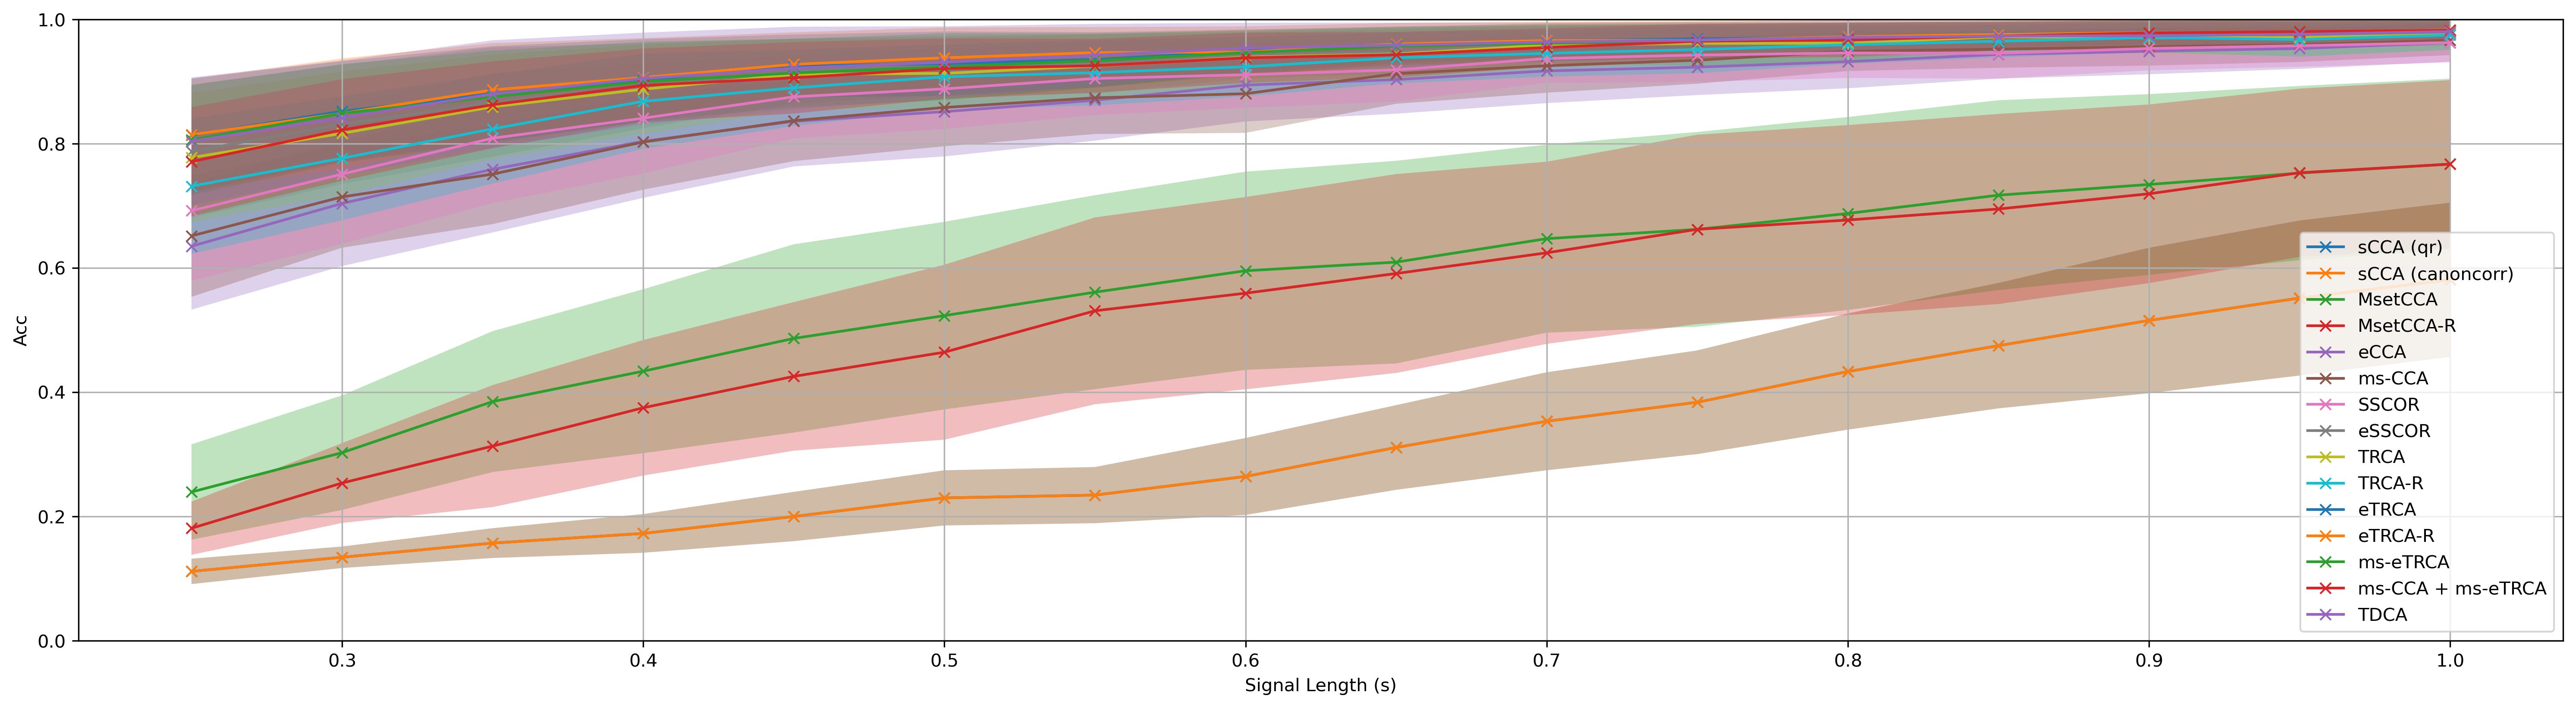 1.0
0.8
0.6
0.4
0.2
0.0
Acc
0.3 0.4 0.5 0.6 0.7 0.8 0.9 1.0
Signal Length (s)
sCCA (qr)
sCCA (canoncorr)
MsetCCA
MsetCCA-R
eCCA
ms-CCA
SSCOR
eSSCOR
TRCA
TRCA-R
eTRCA
eTRCA-R
ms-eTRCA
ms-CCA + ms-eTRCA
TDCA